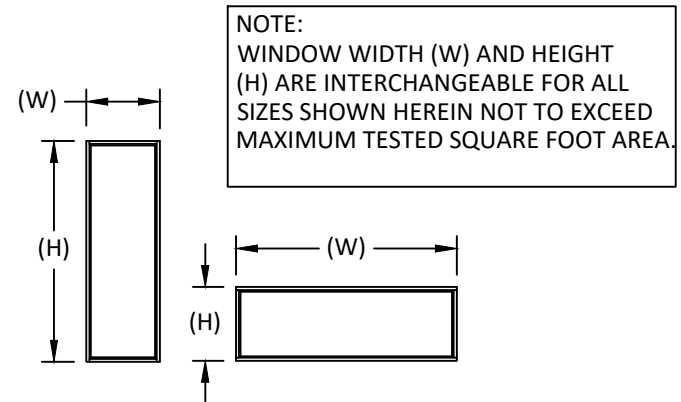 NOTE:
WINDOW WIDTH (W) AND HEIGHT
(H) ARE INTERCHANGEABLE FOR ALL
SIZES SHOWN HEREIN NOT TO EXCEED
MAXIMUM TESTED SQUARE FOOT AREA.
(W)
(H)
(W)
(H)